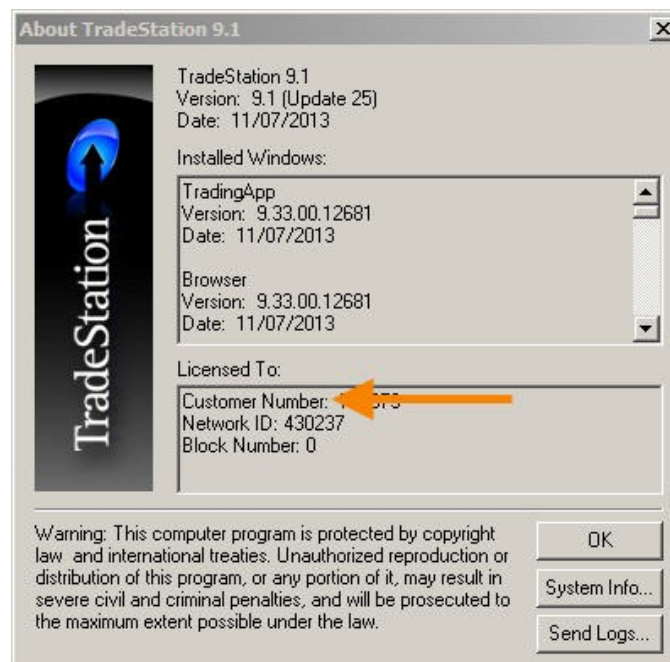 About TradeStation 9.1
TradeStation
TradeStation 9.1
Version: 9.1 (Update 25)
Date: 11/07/2013
Installed Windows:
TradingApp
Version: 9.33.00.12681
Date: 11/07/2013
Browser
Version: 9.33.00.12681
Date: 11/07/2013
Licensed To:
Customer Number:
Network ID: 430237
Block Number: 0
Warning: This computer program is protected by copyright
law and international treaties. Unauthorized reproduction or
distribution of this program, or any portion of it, may result in
severe civil and criminal penalties, and will be prosecuted to
the maximum extent possible under the law.
OK
System Info...
Send Logs...